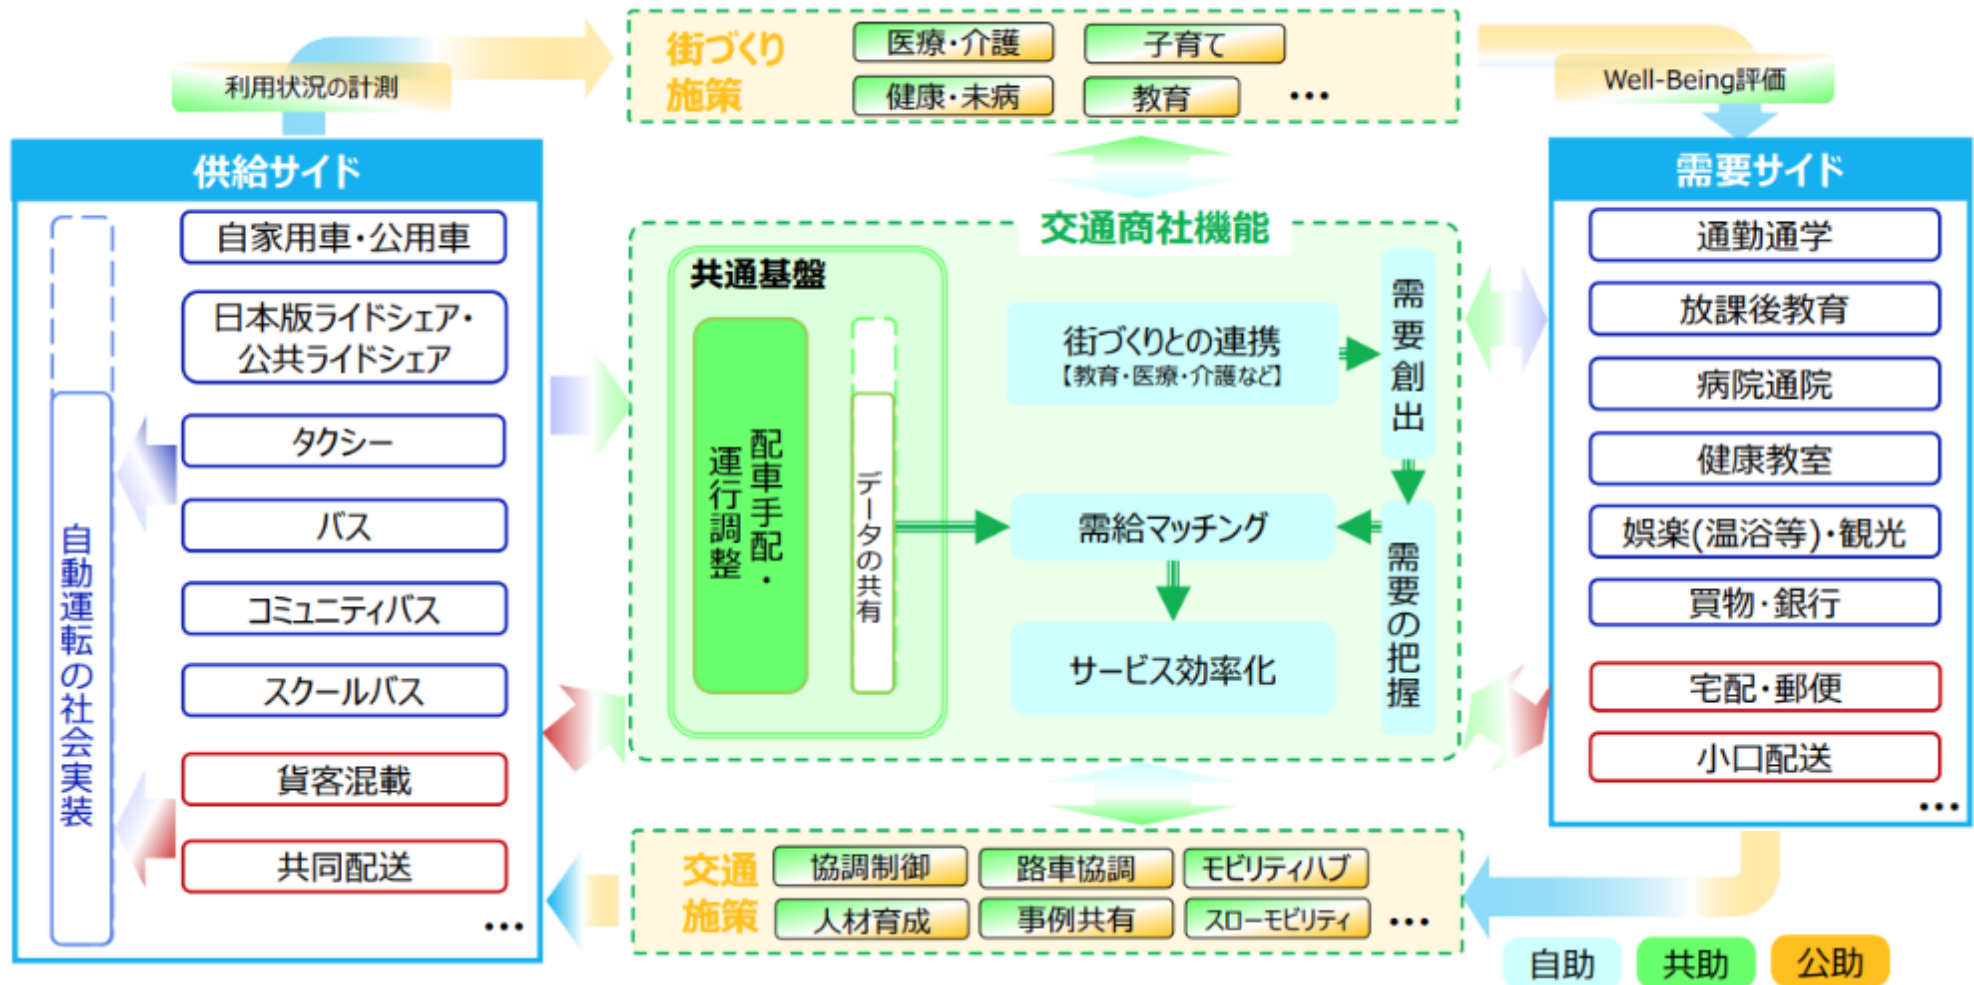 街づくり
施策
医療・介護
子育て
健康・未病
教育
…
利用状況の計測
Well-Being評価
供給サイド
自家用車・公用車
日本版ライドシェア・
公共ライドシェア
タクシー
バス
コミュニティバス
スクールバス
貨客混載
共同配送
…
自動運転の社会実装
交通商社機能
共通基盤
配車手配・
運行調整
データの共有
街づくりとの連携
【教育・医療・介護など】
需要創出
需給マッチング
需要の把握
サービス効率化
需要サイド
通勤通学
放課後教育
病院通院
健康教室
娯楽(温浴等)・観光
買物・銀行
宅配・郵便
小口配送
…
交通
施策
協調制御
路車協調
モビリティハブ
人材育成
事例共有
スローモビリティ
…
自助
共助
公助